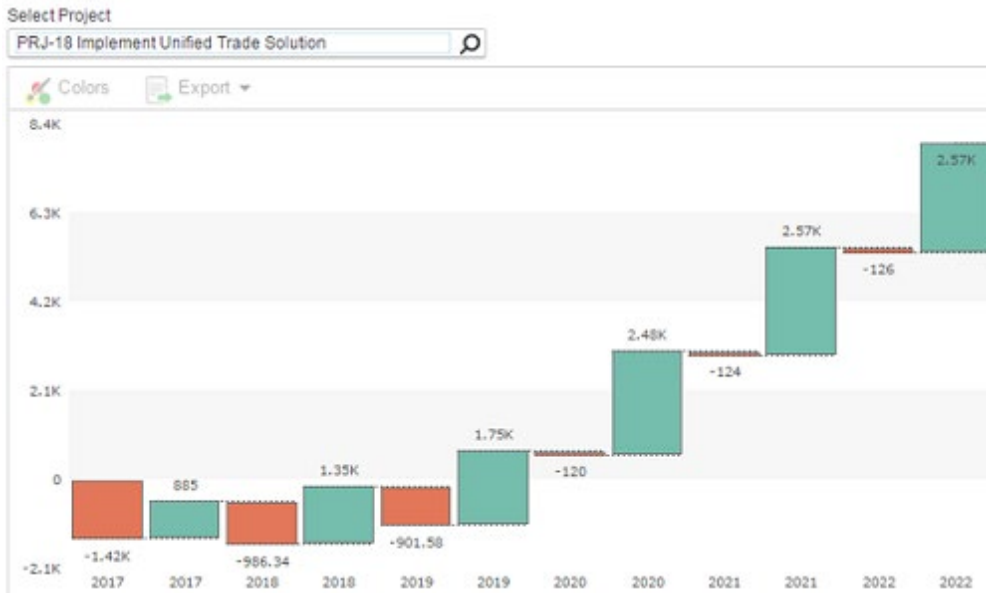 Select Project
PRJ-18 Implement Unified Trade Solution
Colors Export
8.4K
2.57K
6.3K
2.57K
-126
4.2K
2.48K
-124
2.1K
1.75K
-120
1.35K
0
885
-901.58
-1.42K
-986.34
-2.1K
2017 2017 2018 2018 2019 2019 2020 2020 2021 2021 2022 2022